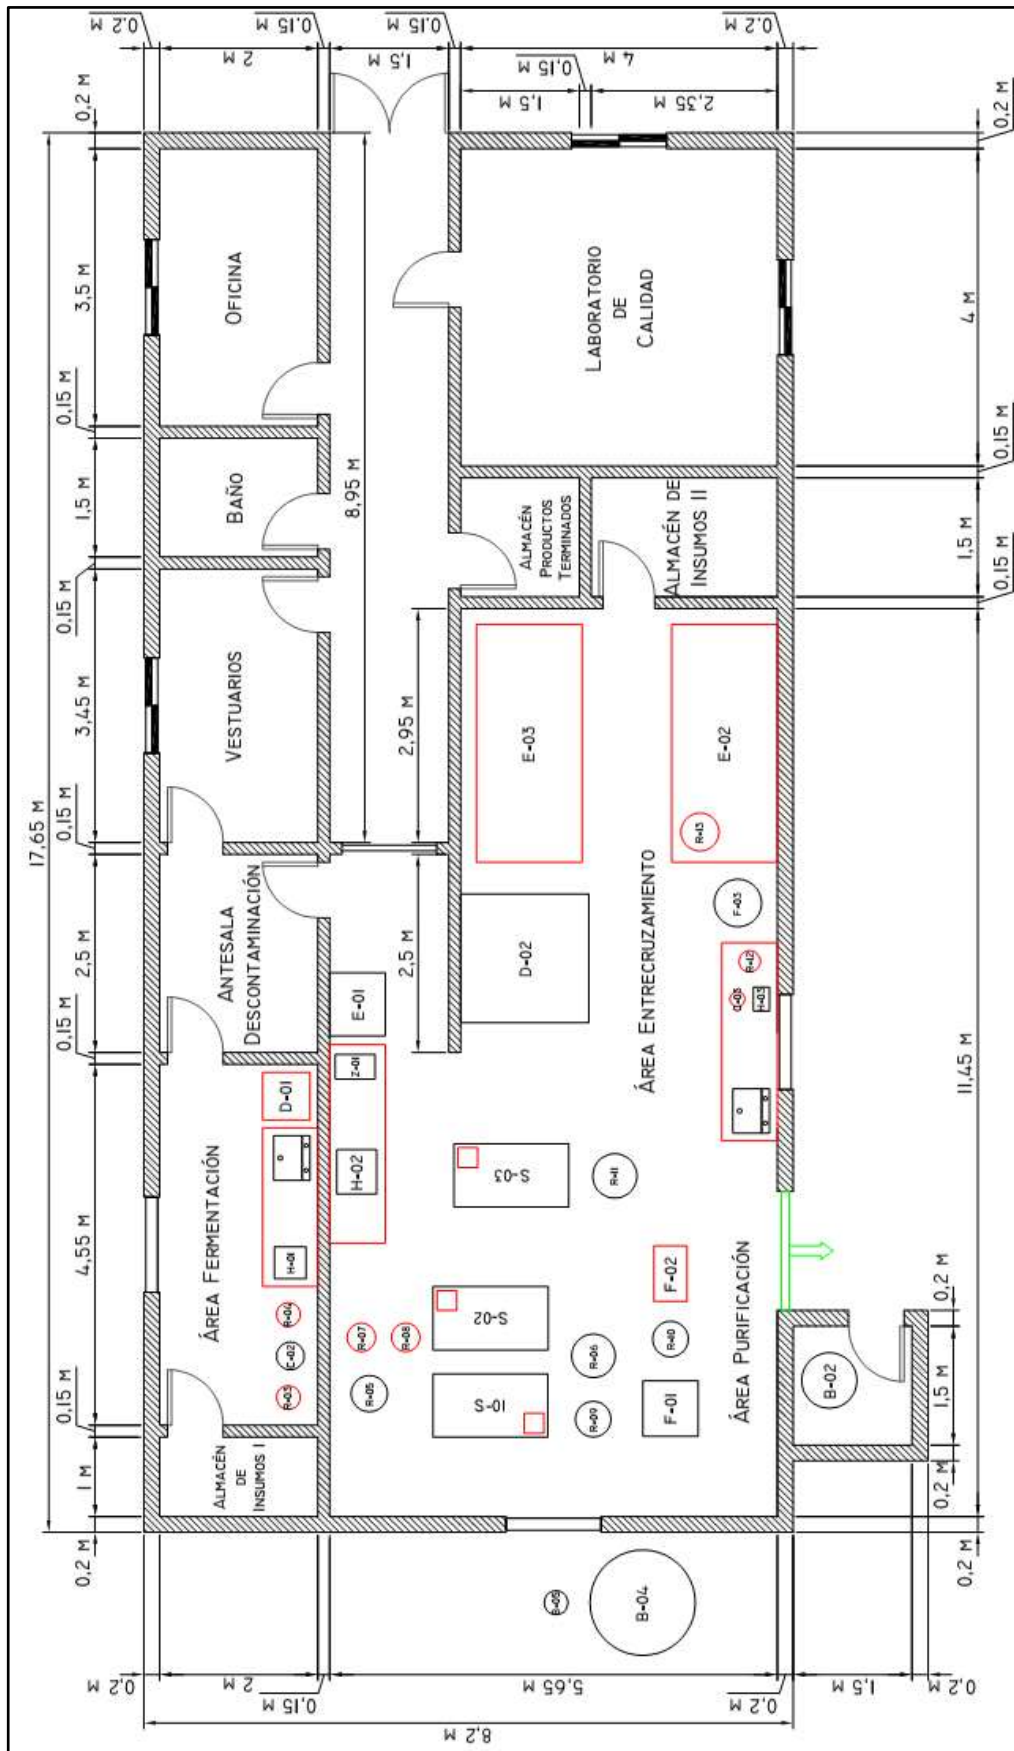 17,65 M
0,2 M
1 M
0,15 M
4,55 M
0,15 M
2,5 M
0,15 M
3,45 M
0,15 M
1,5 M
0,15 M
3,5 M
0,2 M
0,2 M
2 M
0,15 M
1,5 M
0,15 M
4 M
0,2 M
1,5 M
0,15 M
2,35 M
8,2 M
0,2 M
2 M
0,15 M
5,65 M
0,2 M
1,5 M
0,2 M
ALMACÉN
DE
INSUMOS I
ÁREA FERMENTACIÓN
R-03
C-02
R-04
H-01
D-01
ANTESALA
DESCONTAMINACIÓN
VESTUARIOS
BAÑO
OFICINA
8,95 M
2,5 M
2,95 M
R-05
R-07
R-08
H-02
Z-01
E-01
S-01
S-02
S-03
R-09
R-06
R-11
F-01
R-10
F-02
D-02
E-03
E-02
R-13
F-03
R-12
H-03
ÁREA PURIFICACIÓN
ÁREA ENTRECRUZAMIENTO
ALMACÉN
PRODUCTOS
TERMINADOS
ALMACÉN DE
INSUMOS II
LABORATORIO
DE
CALIDAD
B-04
B-02
0,2 M
0,2 M
1,5 M
0,2 M
11,45 M
0,15 M
1,5 M
0,15 M
4 M
0,2 M